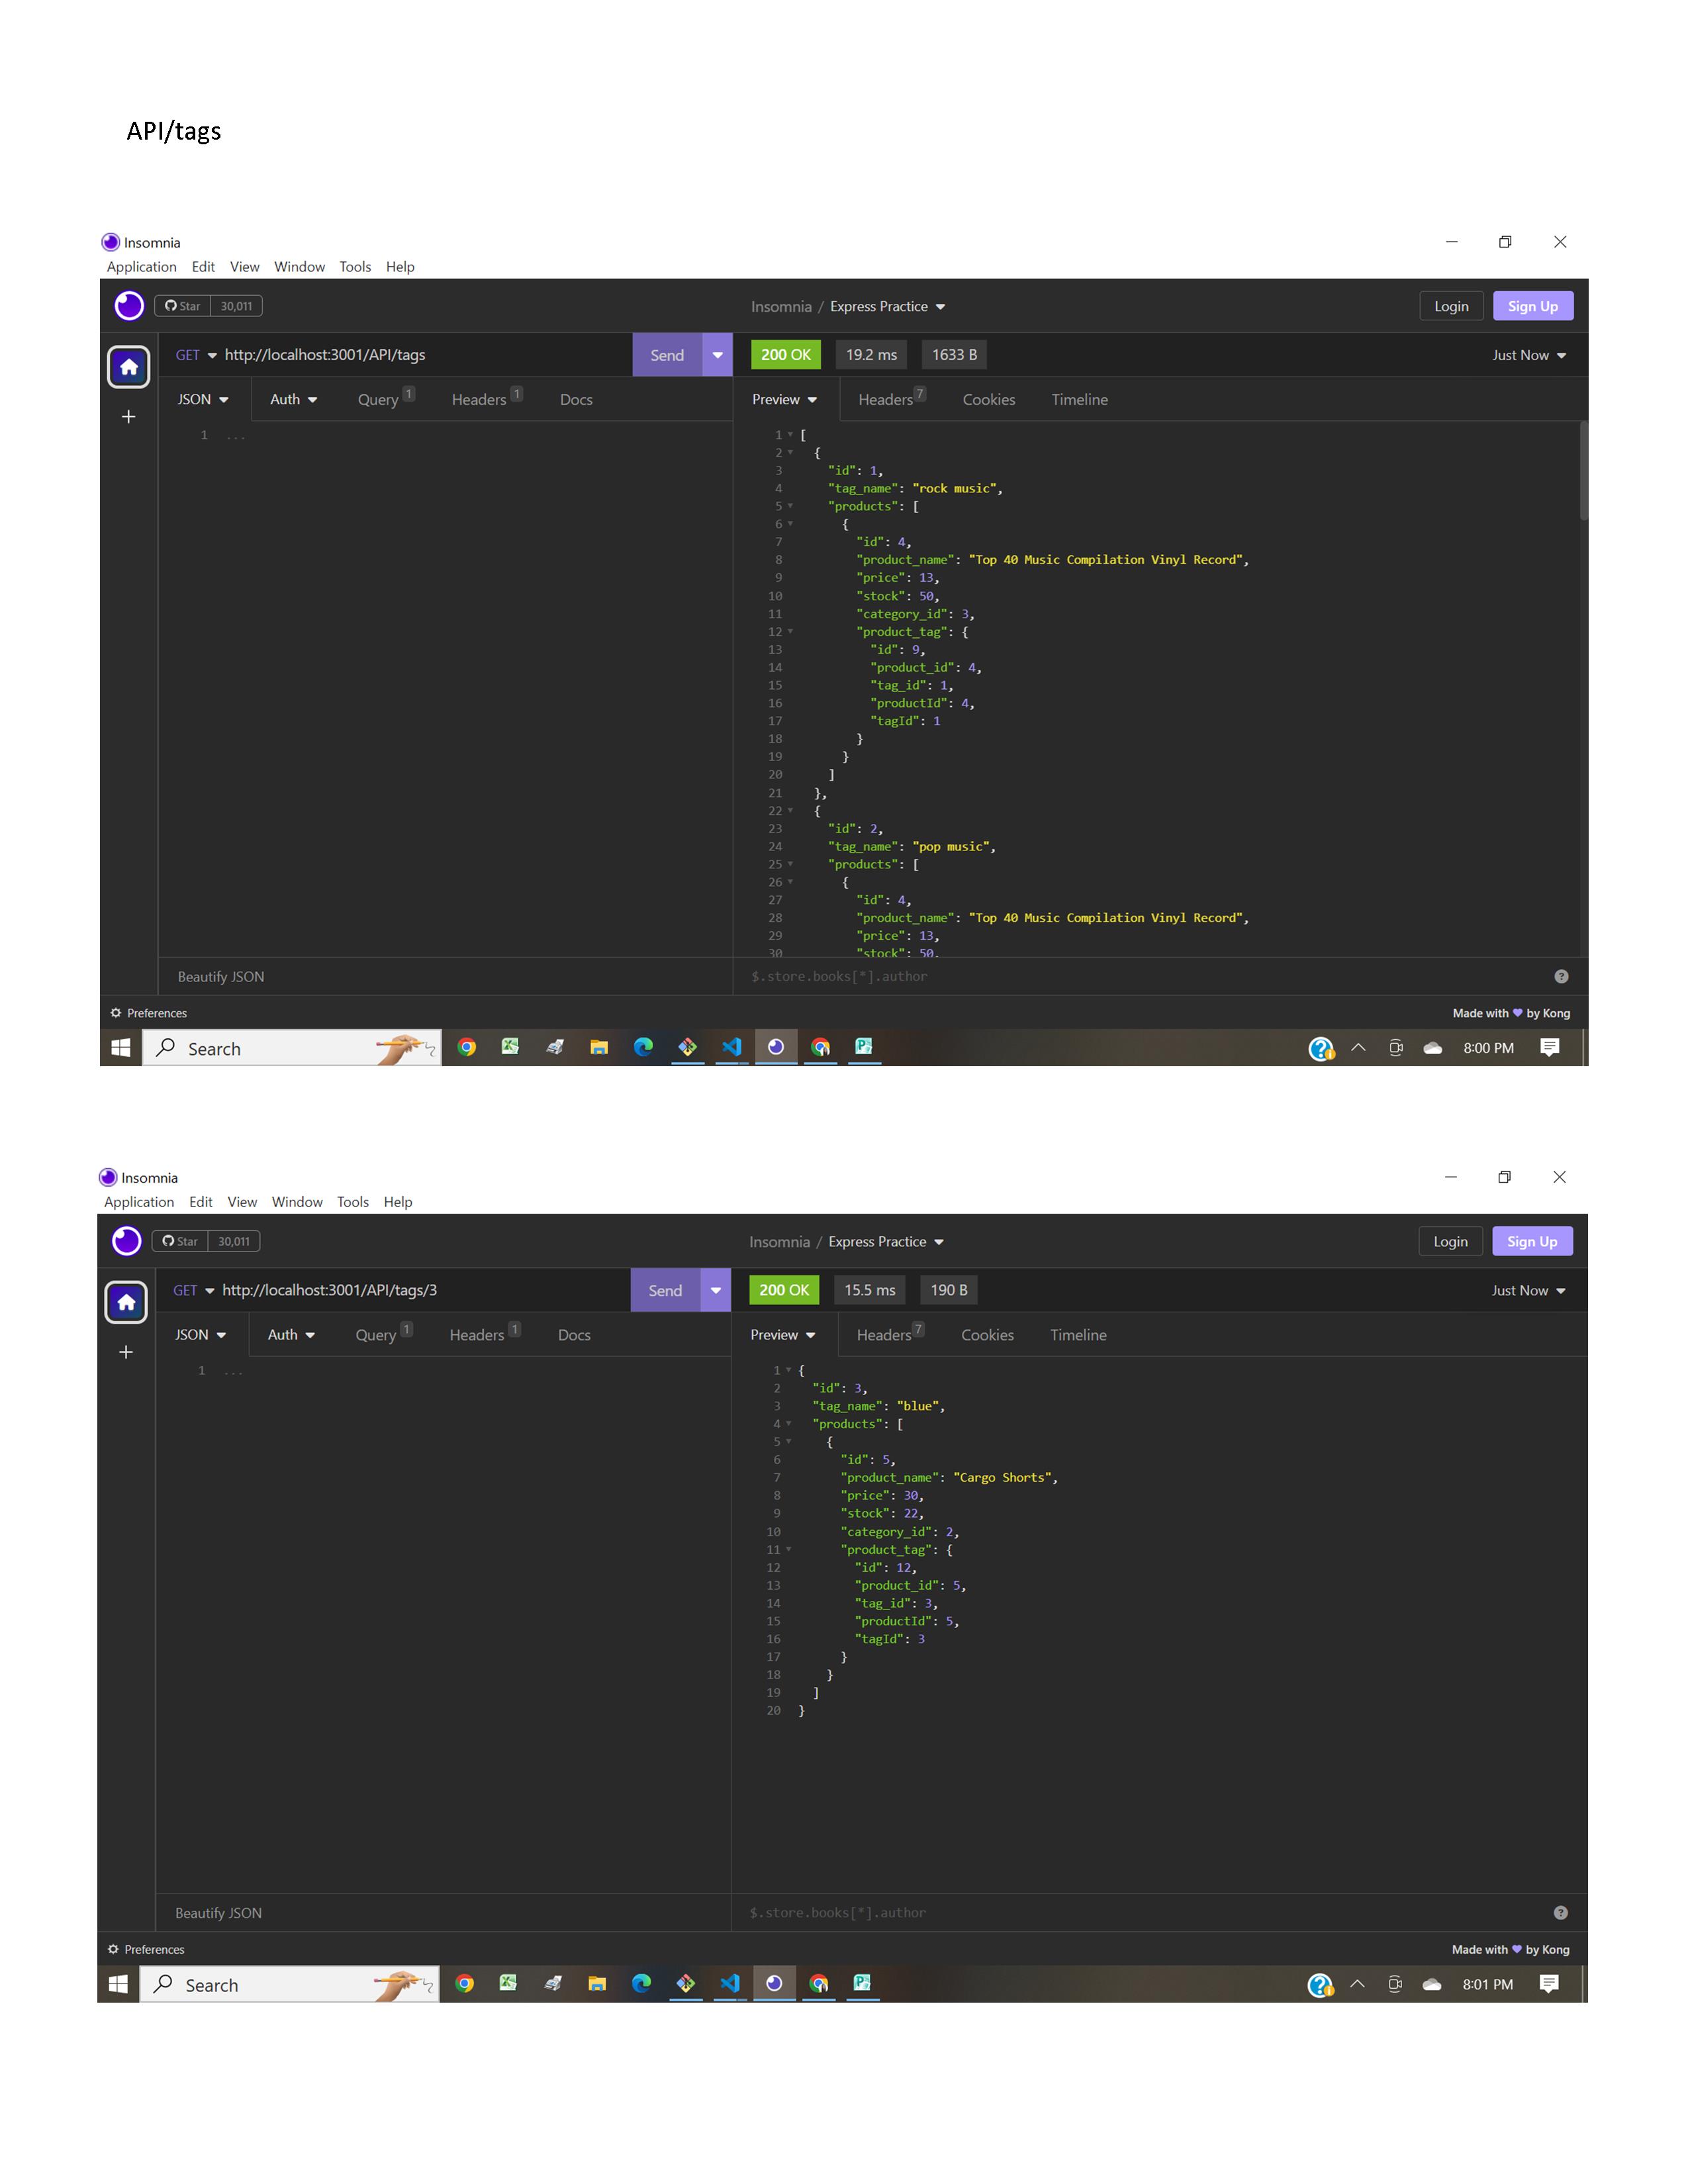 API/tags
Insomnia
Application Edit View Window Tools Help
Star 30,011
Insomnia / Express Practice
Login Sign Up
GET http://localhost:3001/API/tags Send
200 OK 19.2 ms 1633 B Just Now
JSON Auth Query 1 Headers 1 Docs
Preview Headers 7 Cookies Timeline
1 ...
1 [
2 {
3 "id": 1,
4 "tag_name": "rock music",
5 "products": [
6 {
7 "id": 4,
8 "product_name": "Top 40 Music Compilation Vinyl Record",
9 "price": 13,
10 "stock": 50,
11 "category_id": 3,
12 "product_tag": {
13 "id": 9,
14 "product_id": 4,
15 "tag_id": 1,
16 "productId": 4,
17 "tagId": 1
18 }
19 }
20 ]
21 },
22 {
23 "id": 2,
24 "tag_name": "pop music",
25 "products": [
26 {
27 "id": 4,
28 "product_name": "Top 40 Music Compilation Vinyl Record",
29 "price": 13,
30 "stock": 50,
Beautify JSON
$.store.books[*].author
Preferences
Made with by Kong
Search
8:00 PM
Insomnia
Application Edit View Window Tools Help
Star 30,011
Insomnia / Express Practice
Login Sign Up
GET http://localhost:3001/API/tags/3 Send
200 OK 15.5 ms 190 B Just Now
JSON Auth Query 1 Headers 1 Docs
Preview Headers 7 Cookies Timeline
1 ...
1 {
2 "id": 3,
3 "tag_name": "blue",
4 "products": [
5 {
6 "id": 5,
7 "product_name": "Cargo Shorts",
8 "price": 30,
9 "stock": 22,
10 "category_id": 2,
11 "product_tag": {
12 "id": 12,
13 "product_id": 5,
14 "tag_id": 3,
15 "productId": 5,
16 "tagId": 3
17 }
18 }
19 ]
20 }
Beautify JSON
$.store.books[*].author
Preferences
Made with by Kong
Search
8:01 PM